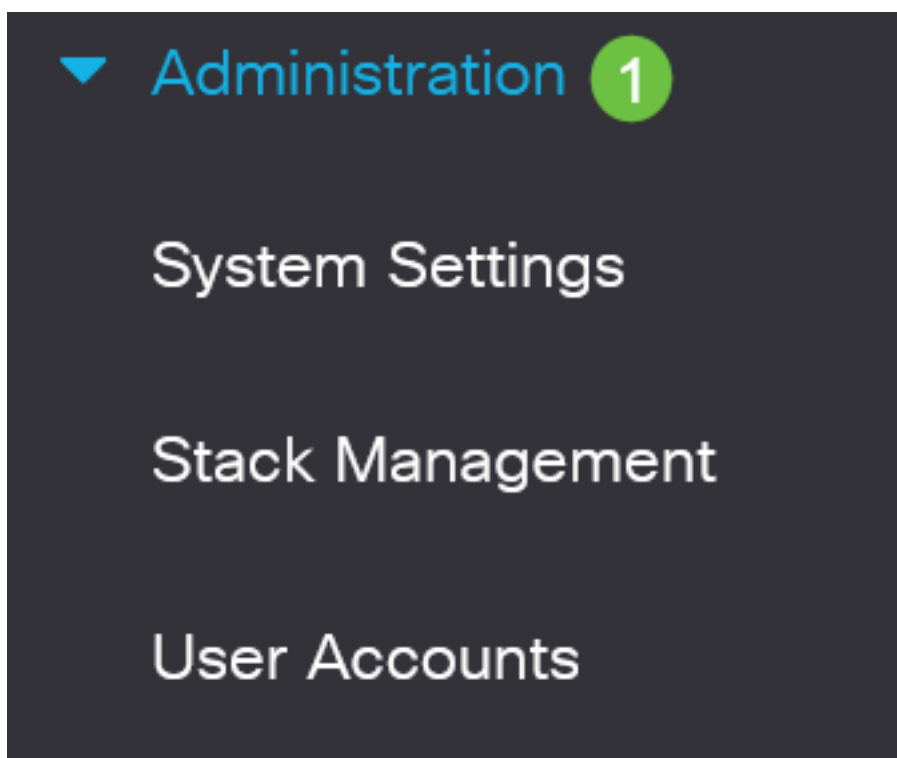 Administration 1
System Settings
Stack Management
User Accounts